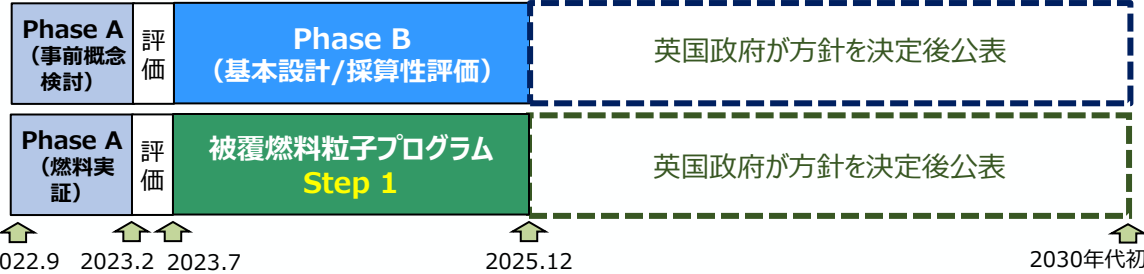 Phase A
（事前概念
検討）
評
価
Phase B
（基本設計/採算性評価）
英国政府が方針を決定後公表
Phase A
（燃料実
証）
評
価
被覆燃料粒子プログラム
Step 1
英国政府が方針を決定後公表
022.9
2023.2
2023.7
2025.12
2030年代初